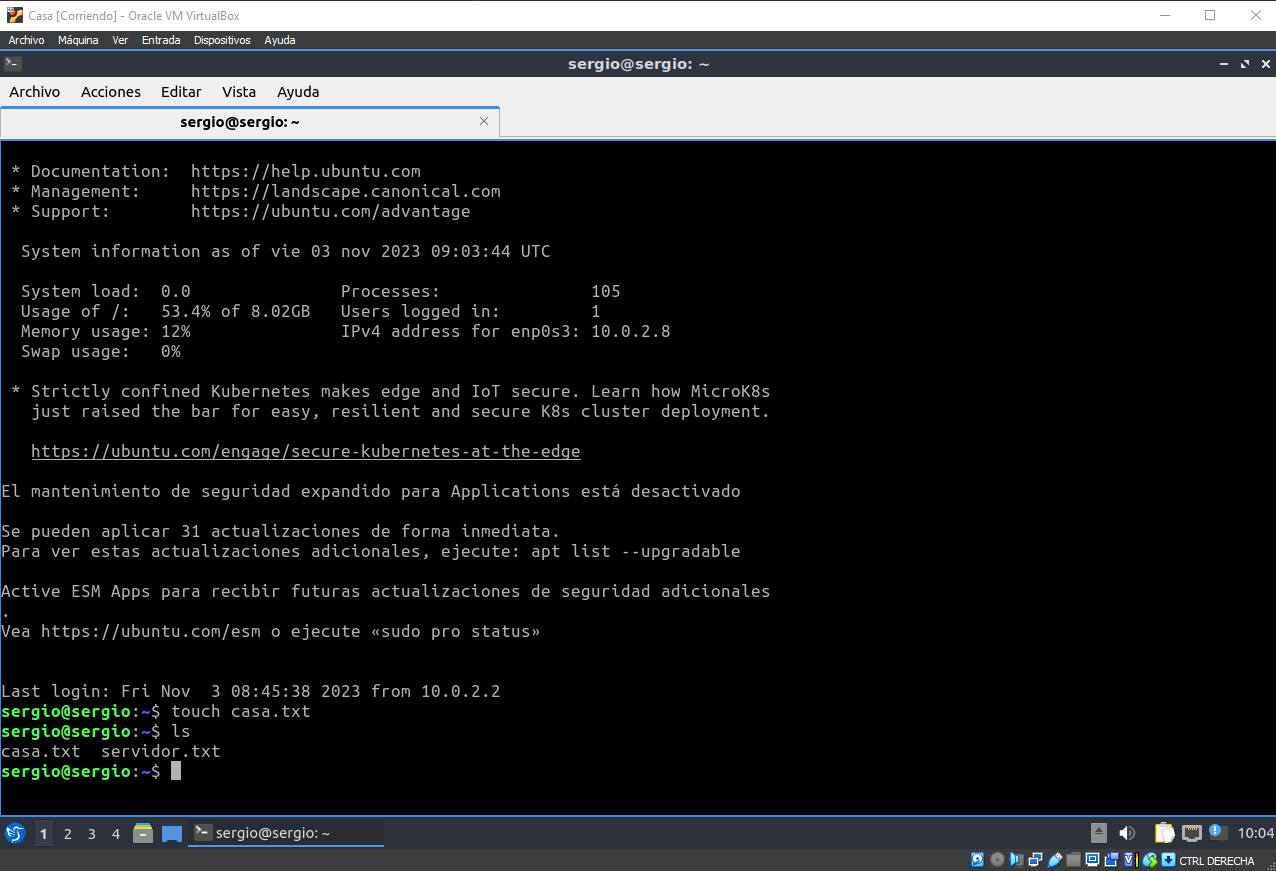 Casa [Corriendo] - Oracle VM VirtualBox
Archivo Máquina Ver Entrada Dispositivos Ayuda
sergio@sergio: ~
Archivo Acciones Editar Vista Ayuda
sergio@sergio: ~
* Documentation:  https://help.ubuntu.com
* Management:     https://landscape.canonical.com
* Support:        https://ubuntu.com/advantage
System information as of vie 03 nov 2023 09:03:44 UTC
System load:  0.0               Processes:               105
Usage of /:   53.4% of 8.02GB   Users logged in:         1
Memory usage: 12%               IPv4 address for enp0s3: 10.0.2.8
Swap usage:   0%
* Strictly confined Kubernetes makes edge and IoT secure. Learn how MicroK8s
just raised the bar for easy, resilient and secure K8s cluster deployment.
https://ubuntu.com/engage/secure-kubernetes-at-the-edge
El mantenimiento de seguridad expandido para Applications está desactivado
Se pueden aplicar 31 actualizaciones de forma inmediata.
Para ver estas actualizaciones adicionales, ejecute: apt list --upgradable
Active ESM Apps para recibir futuras actualizaciones de seguridad adicionales
.
Vea https://ubuntu.com/esm o ejecute «sudo pro status»
Last login: Fri Nov  3 08:45:38 2023 from 10.0.2.2
sergio@sergio:~$ touch casa.txt
sergio@sergio:~$ ls
casa.txt  servidor.txt
sergio@sergio:~$
1 2 3 4 sergio@sergio: ~ 10:04
CTRL DERECHA